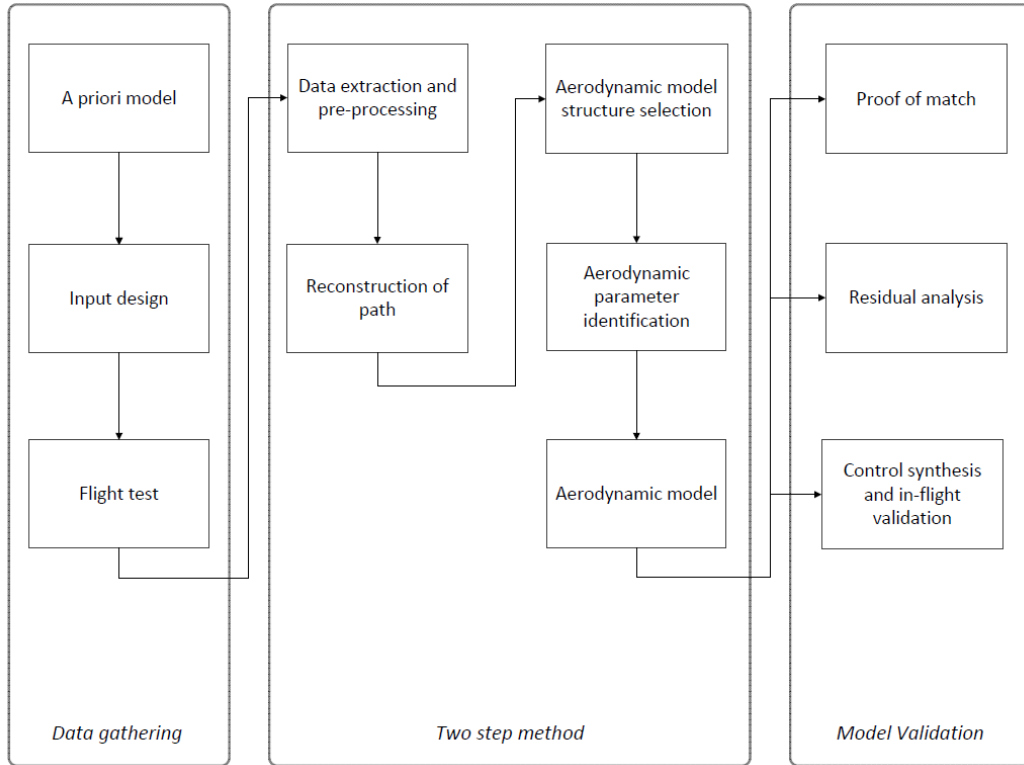 A priori model
Input design
Flight test
Data gathering
Data extraction and
pre-processing
Reconstruction of
path
Aerodynamic model
structure selection
Aerodynamic
parameter
identification
Aerodynamic model
Two step method
Proof of match
Residual analysis
Control synthesis
and in-flight
validation
Model Validation